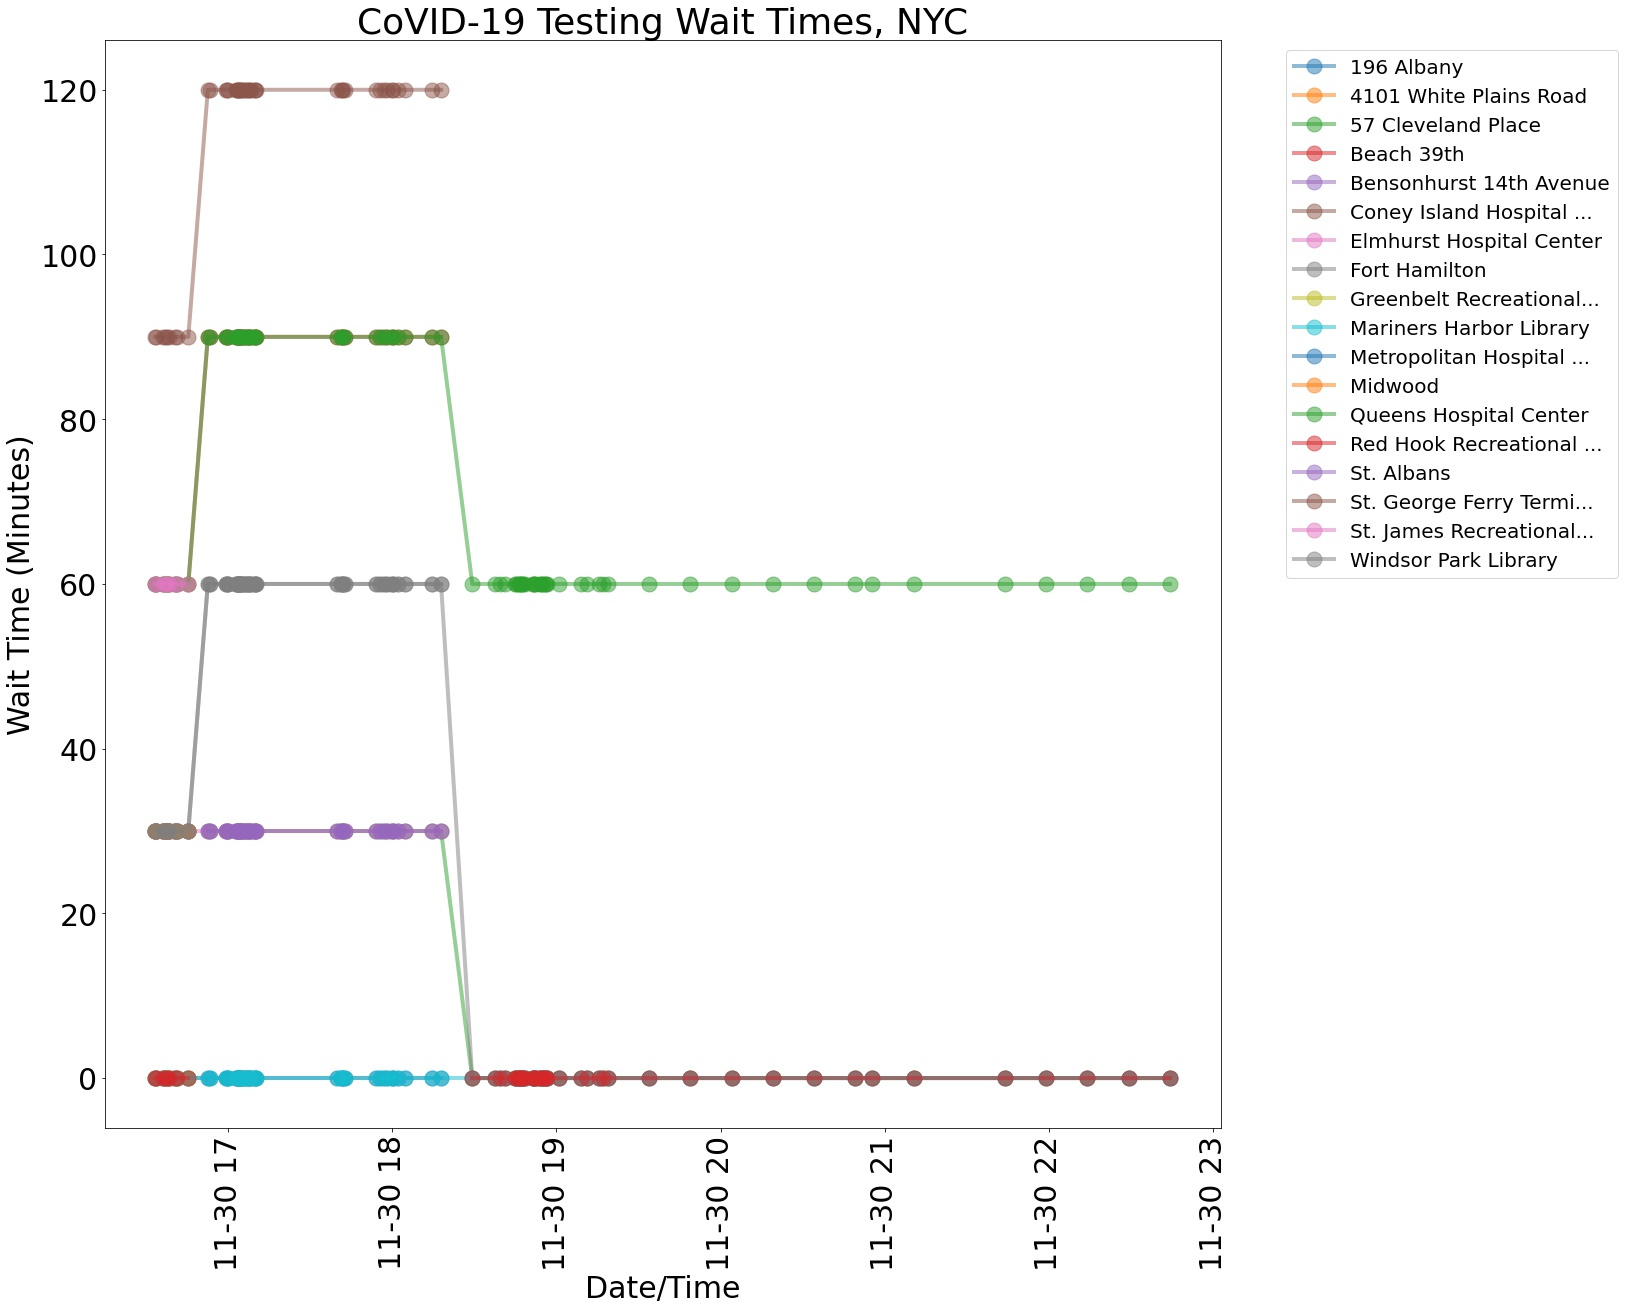 CoVID-19 Testing Wait Times, NYC
120
100
80
60
40
20
0
Wait Time (Minutes)
11-30 17
11-30 18
11-30 19
11-30 20
11-30 21
11-30 22
11-30 23
Date/Time
196 Albany
4101 White Plains Road
57 Cleveland Place
Beach 39th
Bensonhurst 14th Avenue
Coney Island Hospital ...
Elmhurst Hospital Center
Fort Hamilton
Greenbelt Recreational...
Mariners Harbor Library
Metropolitan Hospital ...
Midwood
Queens Hospital Center
Red Hook Recreational ...
St. Albans
St. George Ferry Termi...
St. James Recreational...
Windsor Park Library